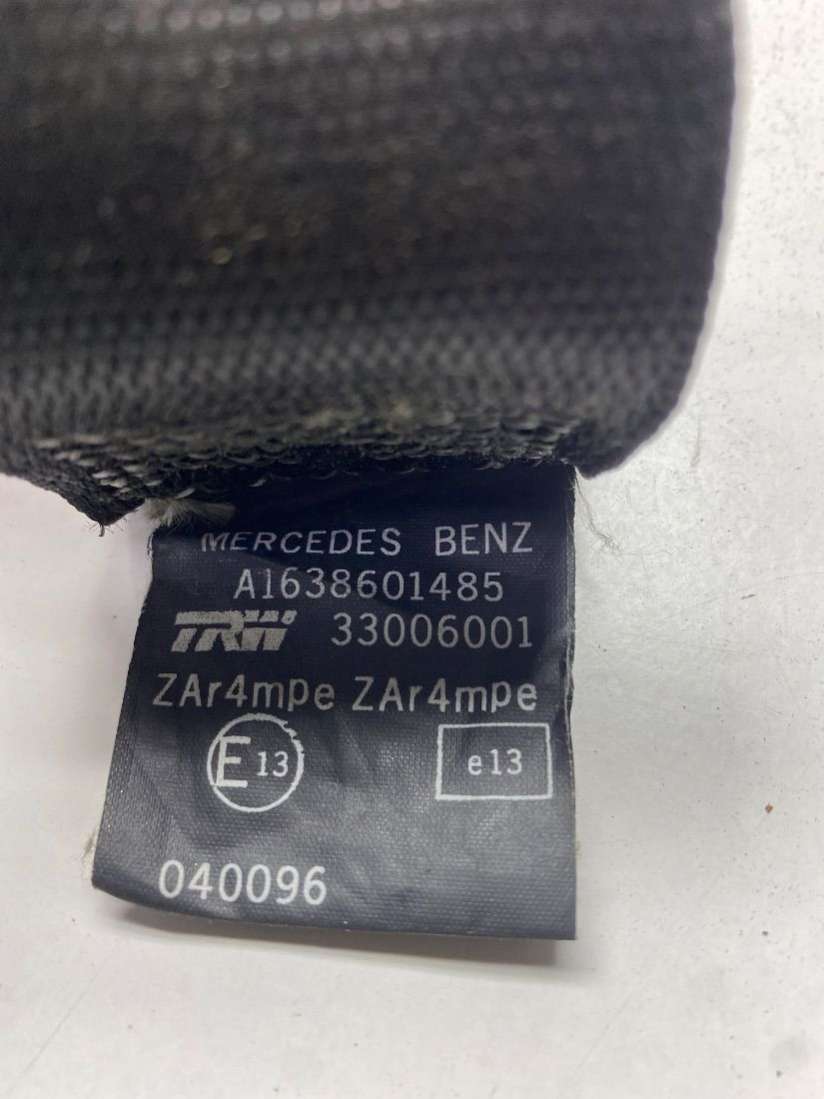 MERCEDES BENZ
A1638601485
TRW 33006001
ZAr4mpe ZAr4mpe
E13 e13
040096